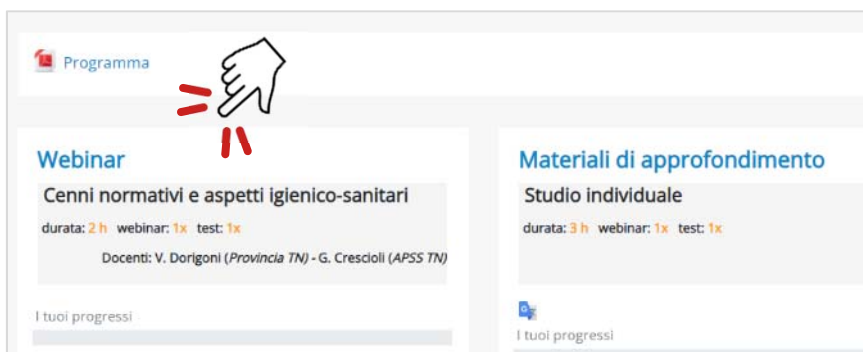 Programma
Webinar
Cenni normativi e aspetti igienico-sanitari
durata: 2 h webinar: 1x test: 1x
Docenti: V. Dorigoni (Provincia TN) - G. Crescioli (APSS TN)
I tuoi progressi
Materiali di approfondimento
Studio individuale
durata: 3 h webinar: 1x test: 1x
I tuoi progressi